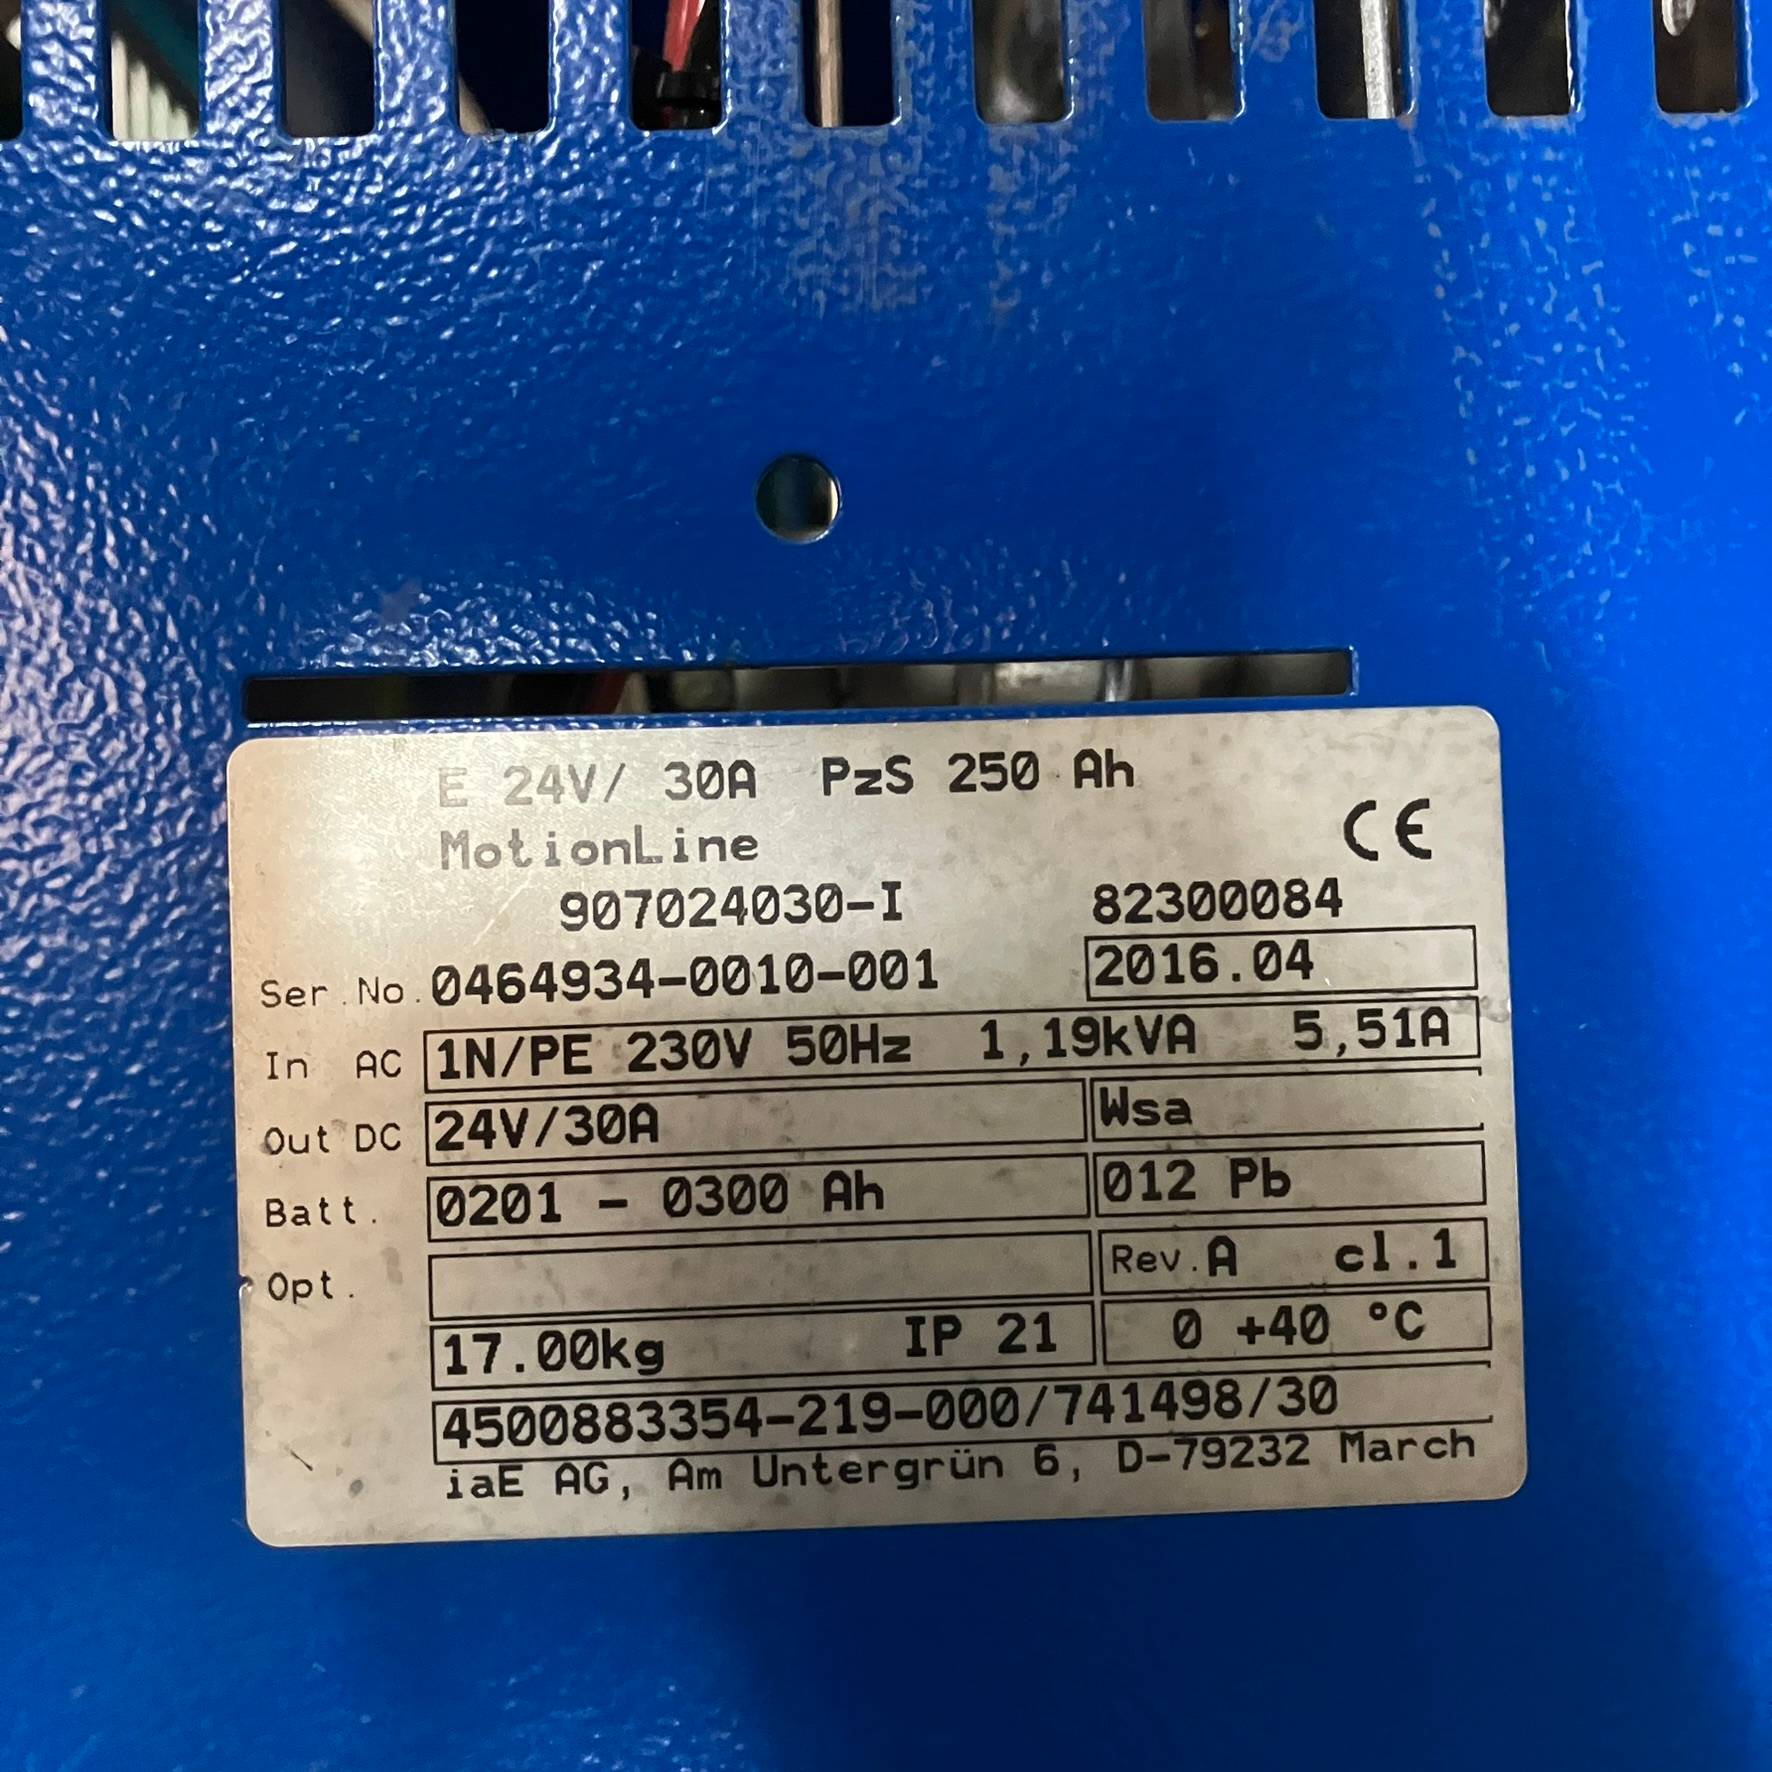 E 24V/ 30A PzS 250 Ah
MotionLine
CE
907024030-I 82300084
Ser.No. 0464934-0010-001 2016.04
In AC 1N/PE 230V 50Hz 1,19kVA 5,51A
Out DC 24V/30A Wsa
Batt. 0201 - 0300 Ah 012 Pb
Opt. Rev.A cl.1
17.00kg IP 21 0 +40 °C
4500883354-219-000/741498/30
iaE AG, Am Untergrün 6, D-79232 March